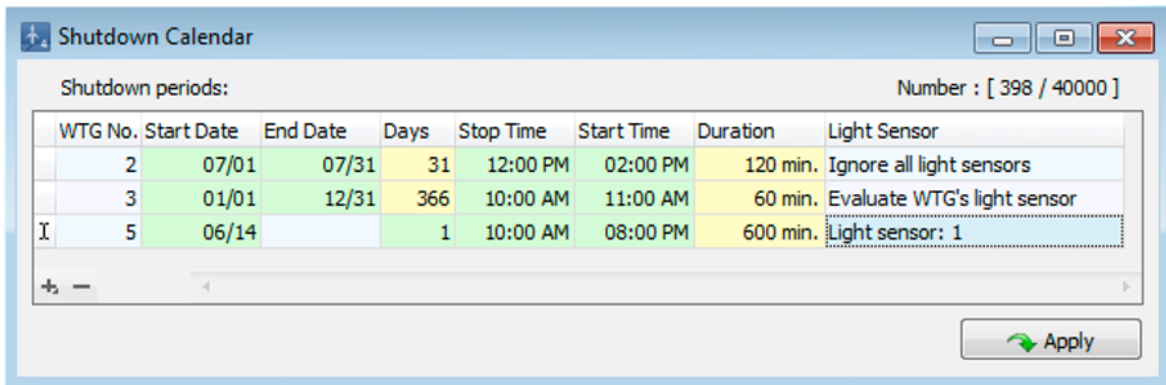 Shutdown Calendar
Shutdown periods: Number : [ 398 / 40000 ]
WTG No. Start Date End Date Days Stop Time Start Time Duration Light Sensor
2 07/01 07/31 31 12:00 PM 02:00 PM 120 min. Ignore all light sensors
3 01/01 12/31 366 10:00 AM 11:00 AM 60 min. Evaluate WTG's light sensor
5 06/14 1 10:00 AM 08:00 PM 600 min. Light sensor: 1
Apply